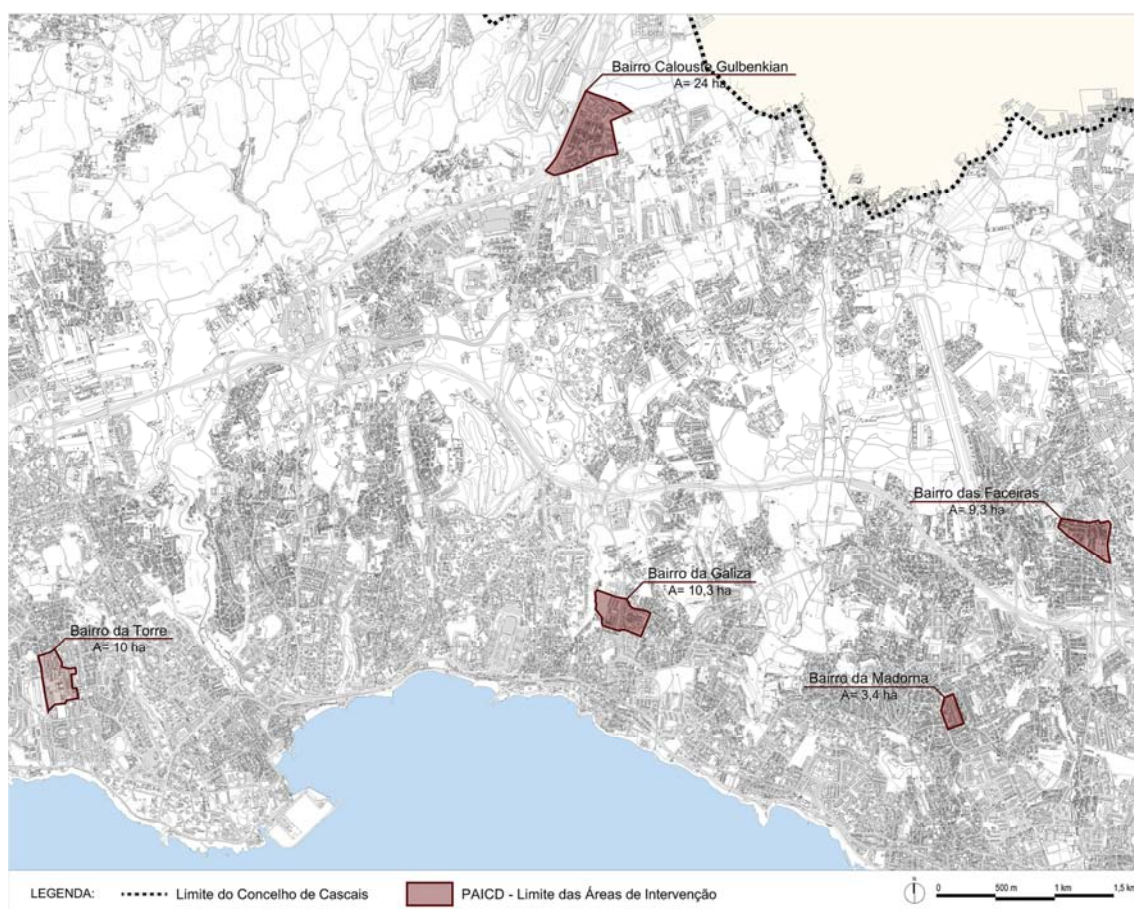 Bairro Calouste Gulbenkian
A= 24 ha
Bairro das Faceiras
A= 9,3 ha
Bairro da Galiza
A= 10,3 ha
Bairro da Torre
A= 10 ha
Bairro da Madorna
A= 3,4 ha
LEGENDA:
Limite do Concelho de Cascais
PAICD - Limite das Áreas de Intervenção
N
0 500 m 1 km 1,5 km